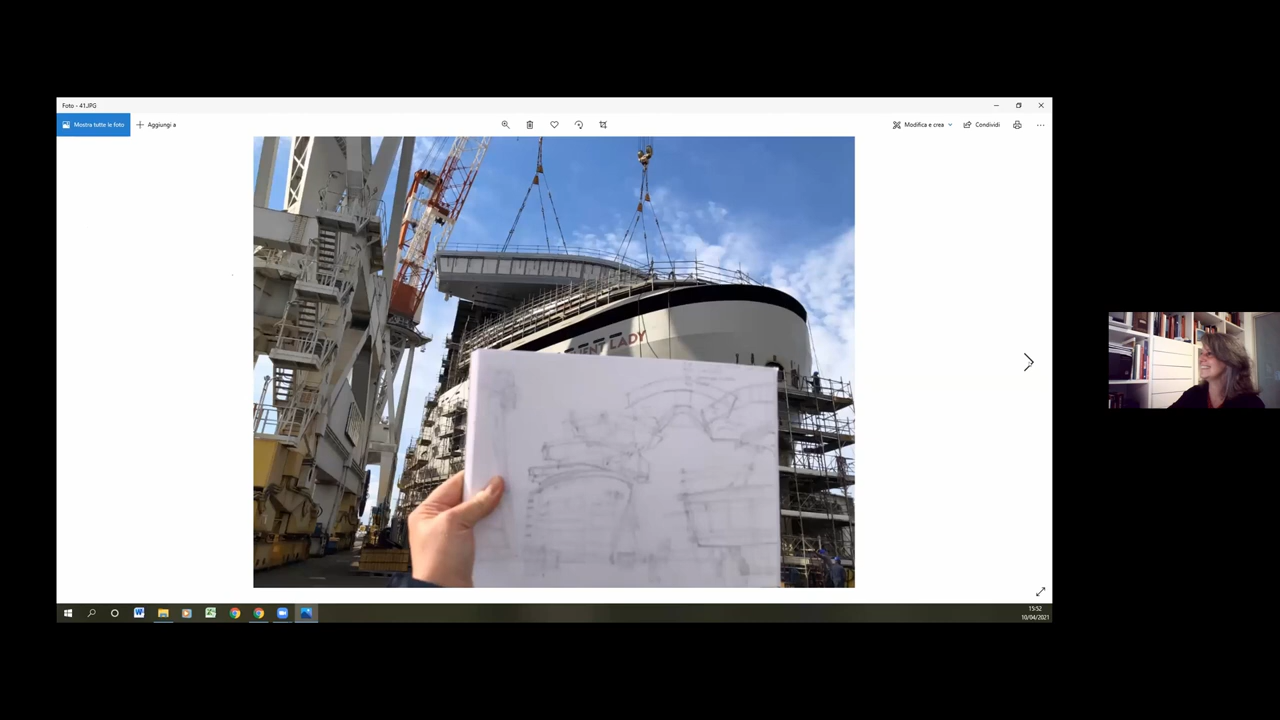 Foto - 41.JPG
Mostra tutte le foto
Aggiungi a
Modifica e crea
Condividi
LADY
15:52
10/04/2021